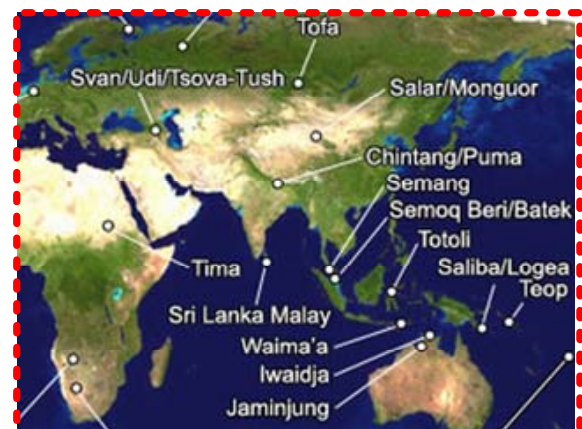 Tofa
Svan/Udi/Tsova-Tush
Salar/Monguor
Chintang/Puma
Semang
Semoq Beri/Batek
Totoli
Tima
Saliba/Logea
Teop
Sri Lanka Malay
Waima'a
Iwaidja
Jaminjung